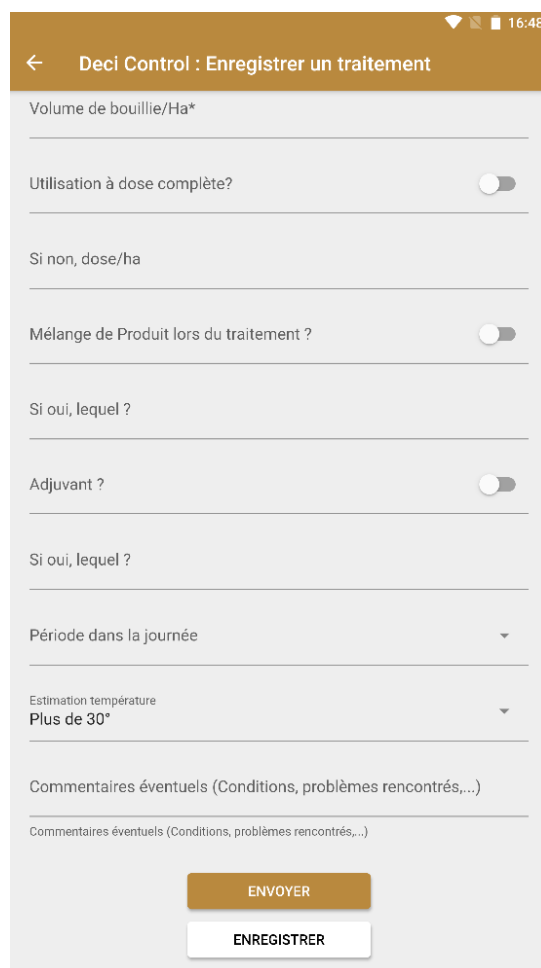 16:48
Deci Control : Enregistrer un traitement
Volume de bouillie/Ha*
Utilisation à dose complète?
Si non, dose/ha
Mélange de Produit lors du traitement ?
Si oui, lequel ?
Adjuvant ?
Si oui, lequel ?
Période dans la journée
Estimation température
Plus de 30°
Commentaires éventuels (Conditions, problèmes rencontrés,...)
Commentaires éventuels (Conditions, problèmes rencontrés,...)
ENVOYER
ENREGISTRER